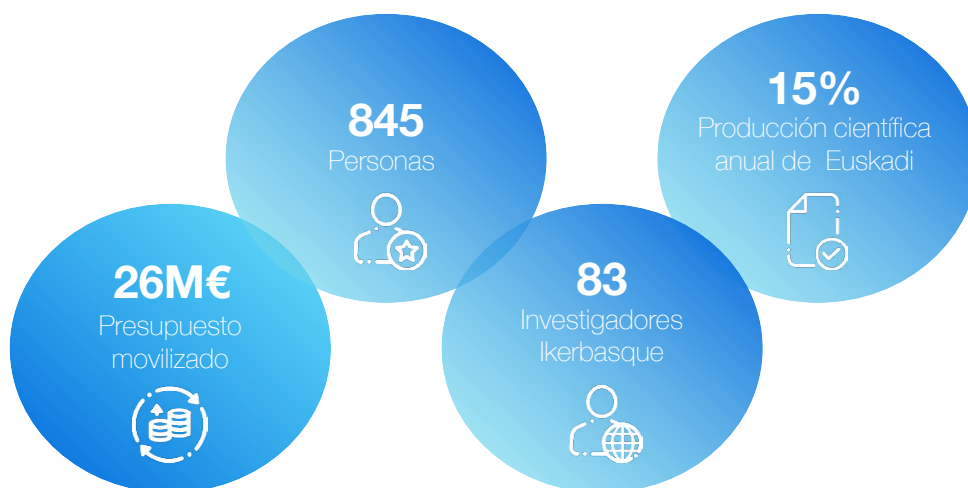 26M€
Presupuesto
movilizado
845
Personas
83
Investigadores
Ikerbasque
15%
Producción científica
anual de Euskadi